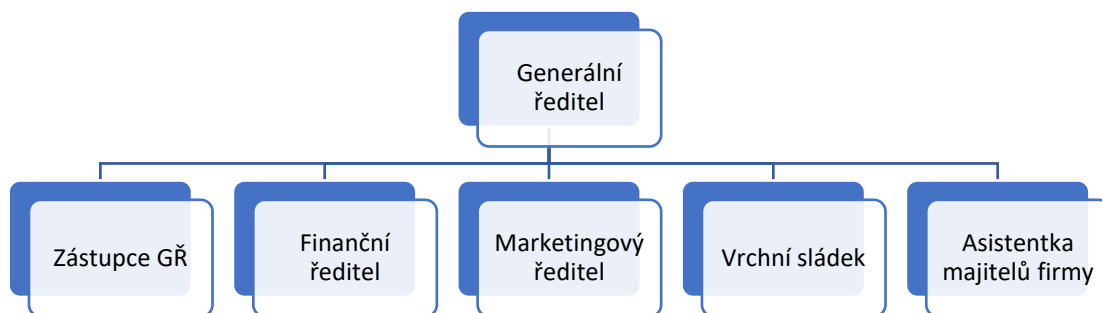 Generální
ředitel
Zástupce GŘ
Finanční
ředitel
Marketingový
ředitel
Vrchní sládek
Asistentka
majitelů firmy